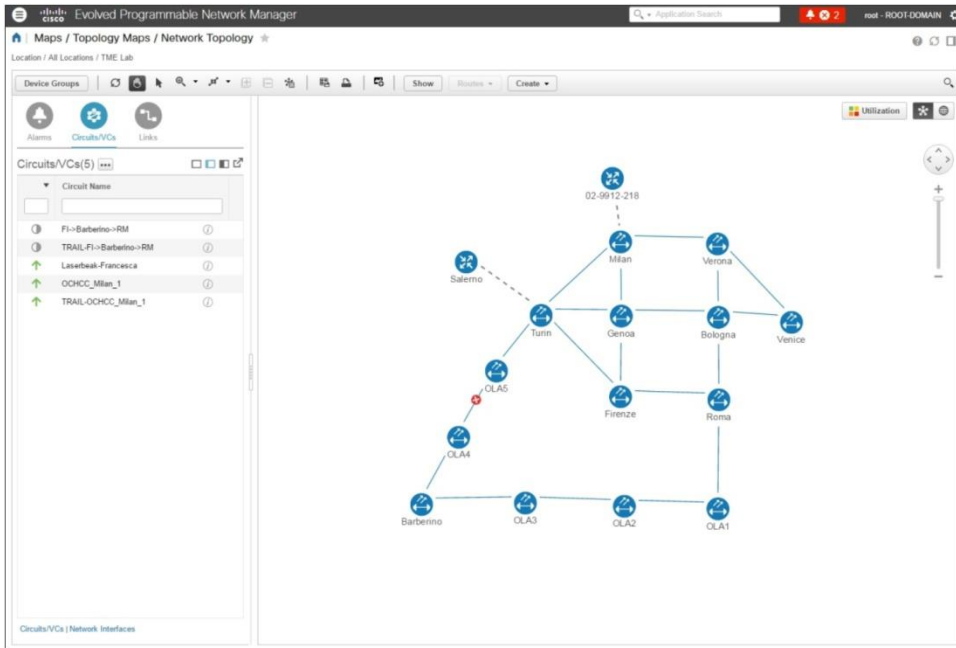 cisco Evolved Programmable Network Manager
Application Search
2
root - ROOT-DOMAIN
Maps / Topology Maps / Network Topology
Location / All Locations / TME Lab
Device Groups
Show
Routes
Create
Alarms
Circuits/VCs
Links
Utilization
Circuits/VCs(5)
Circuit Name
FI->Barberino->RM
TRAIL-FI->Barberino->RM
Laserbeak-Francesca
OCHCC_Milan_1
TRAIL-OCHCC_Milan_1
02-9912-218
Milan
Verona
Salerno
Turin
Genoa
Bologna
Venice
OLA5
Firenze
Roma
OLA4
Barberino
OLA3
OLA2
OLA1
Circuits/VCs | Network Interfaces